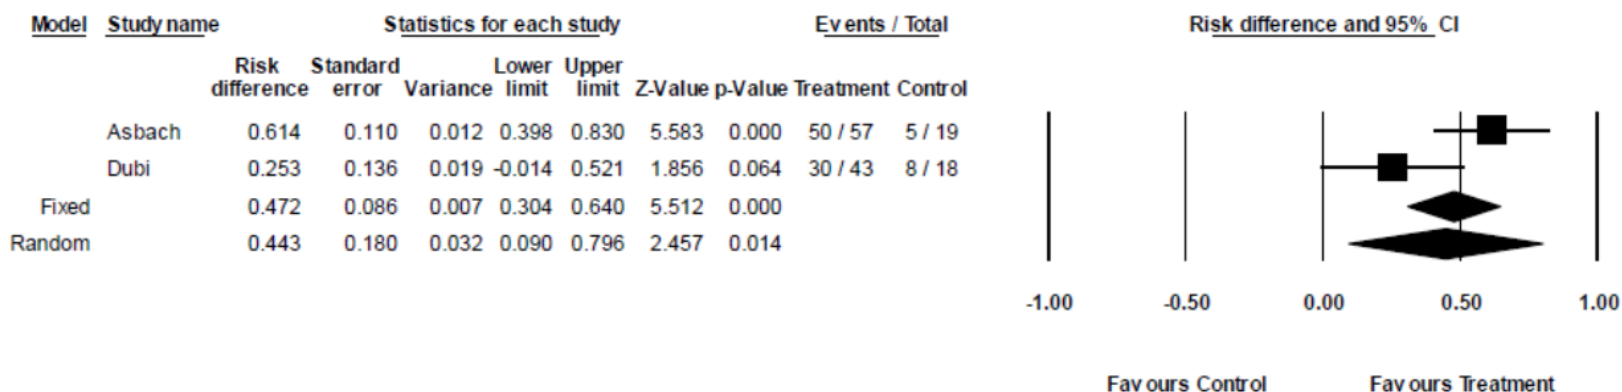 Model Study name Statistics for each study Events / Total Risk difference and 95% CI
Risk Standard Lower Upper
difference error Variance limit limit Z-Value p-Value Treatment Control
Asbach 0.614 0.110 0.012 0.398 0.830 5.583 0.000 50 / 57 5 / 19
Dubi 0.253 0.136 0.019 -0.014 0.521 1.856 0.064 30 / 43 8 / 18
Fixed 0.472 0.086 0.007 0.304 0.640 5.512 0.000
Random 0.443 0.180 0.032 0.090 0.796 2.457 0.014
-1.00 -0.50 0.00 0.50 1.00
Favours Control Favours Treatment